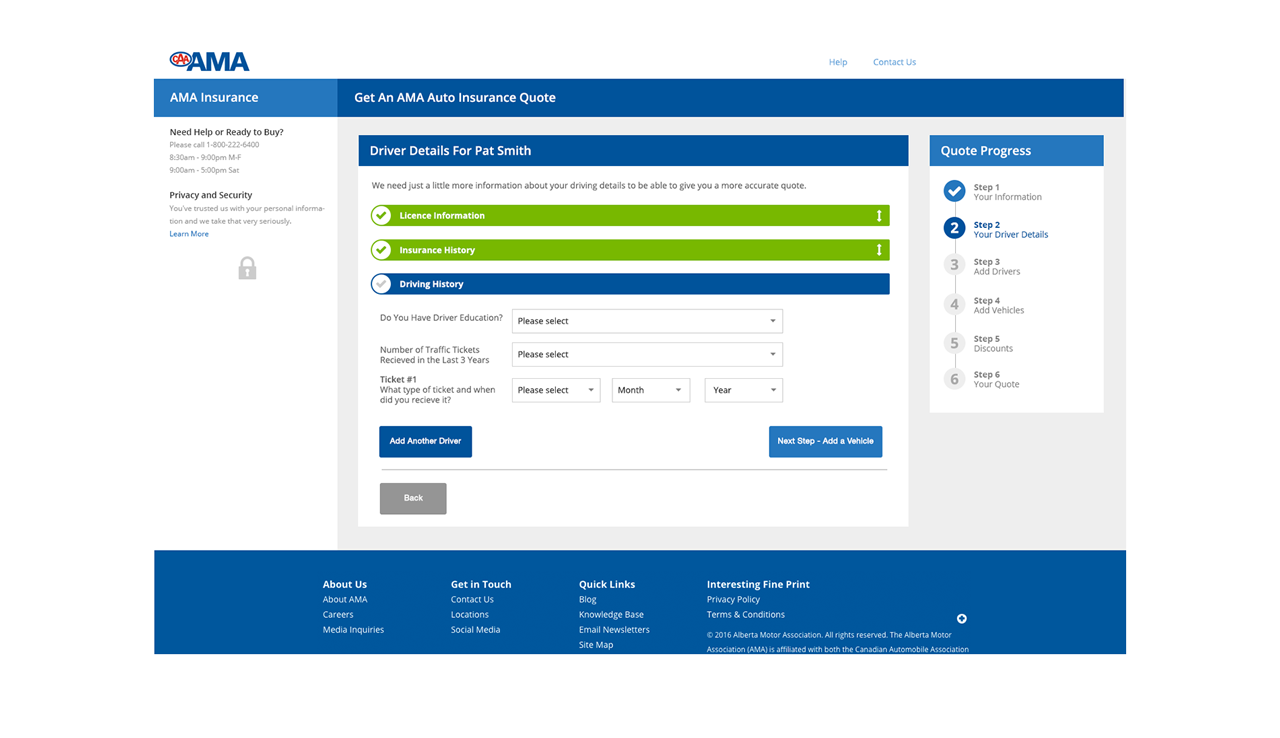 CAA AMA
Help
Contact Us
AMA Insurance
Get An AMA Auto Insurance Quote
Need Help or Ready to Buy?
Please call 1-800-222-6400
8:30am - 9:00pm M-F
9:00am - 5:00pm Sat
Privacy and Security
You've trusted us with your personal informa-
tion and we take that very seriously.
Learn More
Driver Details For Pat Smith
We need just a little more information about your driving details to be able to give you a more accurate quote.
Licence Information
Insurance History
Driving History
Do You Have Driver Education?
Please select
Number of Traffic Tickets
Recieved in the Last 3 Years
Please select
Ticket #1
What type of ticket and when
did you recieve it?
Please select
Month
Year
Add Another Driver
Next Step - Add a Vehicle
Back
Quote Progress
Step 1
Your Information
2
Step 2
Your Driver Details
3
Step 3
Add Drivers
4
Step 4
Add Vehicles
5
Step 5
Discounts
6
Step 6
Your Quote
About Us
About AMA
Careers
Media Inquiries
Get in Touch
Contact Us
Locations
Social Media
Quick Links
Blog
Knowledge Base
Email Newsletters
Site Map
Interesting Fine Print
Privacy Policy
Terms & Conditions
© 2016 Alberta Motor Association. All rights reserved. The Alberta Motor
Association (AMA) is affiliated with both the Canadian Automobile Association